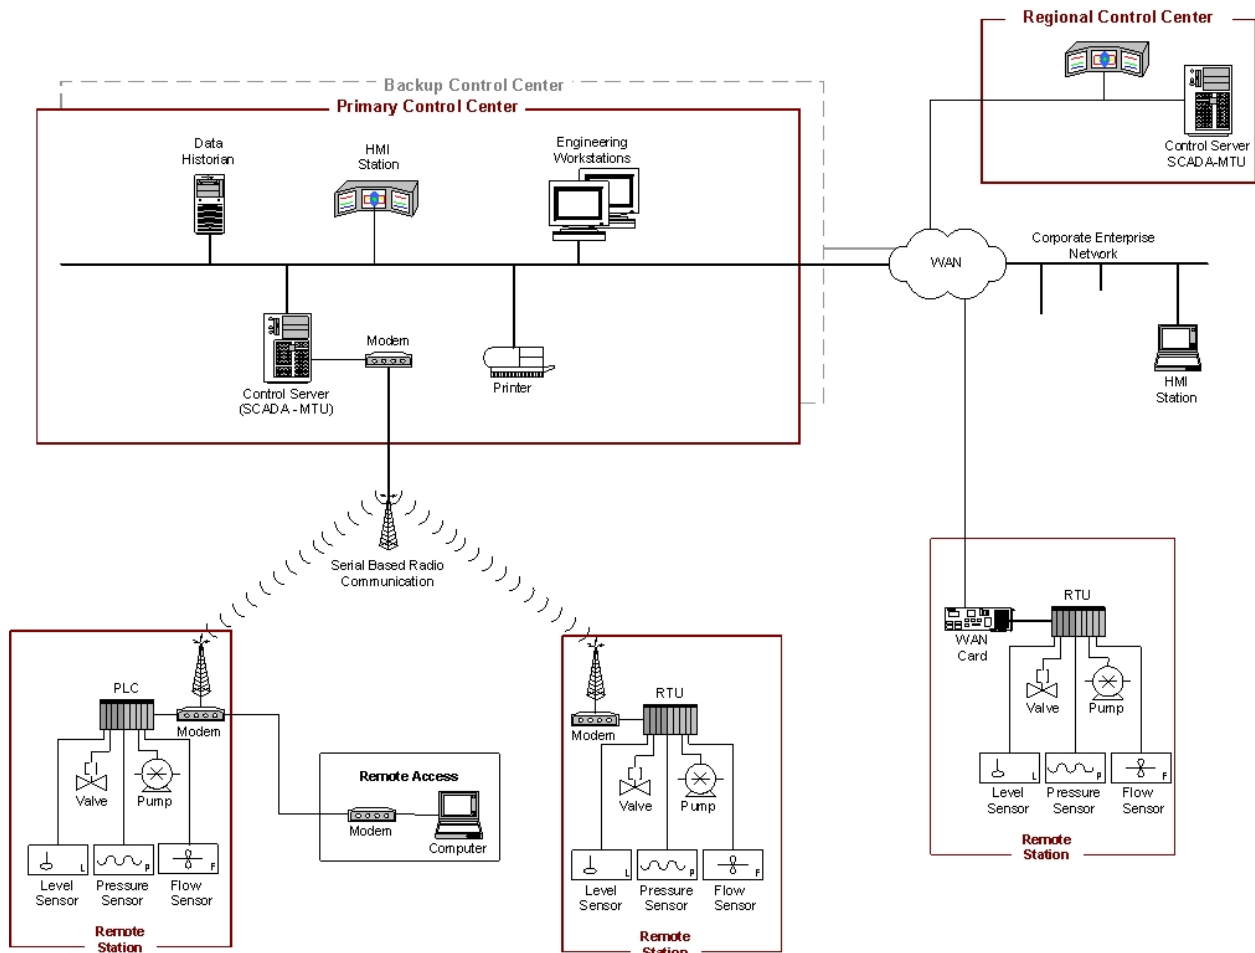 Regional Control Center
Control Server
SCADA-MTU
Backup Control Center
Primary Control Center
Data
Historian
HMI
Station
Engineering
Workstations
Control Server
(SCADA - MTU)
Modem
Printer
WAN
Corporate Enterprise
Network
HMI
Station
Serial Based Radio
Communication
PLC
Modem
Valve
Pump
L
P
F
Level
Sensor
Pressure
Sensor
Flow
Sensor
Remote
Station
Remote Access
Modem
Computer
RTU
Modem
Valve
Pump
L
P
F
Level
Sensor
Pressure
Sensor
Flow
Sensor
Remote
Station
WAN
Card
RTU
Valve
Pump
L
P
F
Level
Sensor
Pressure
Sensor
Flow
Sensor
Remote
Station